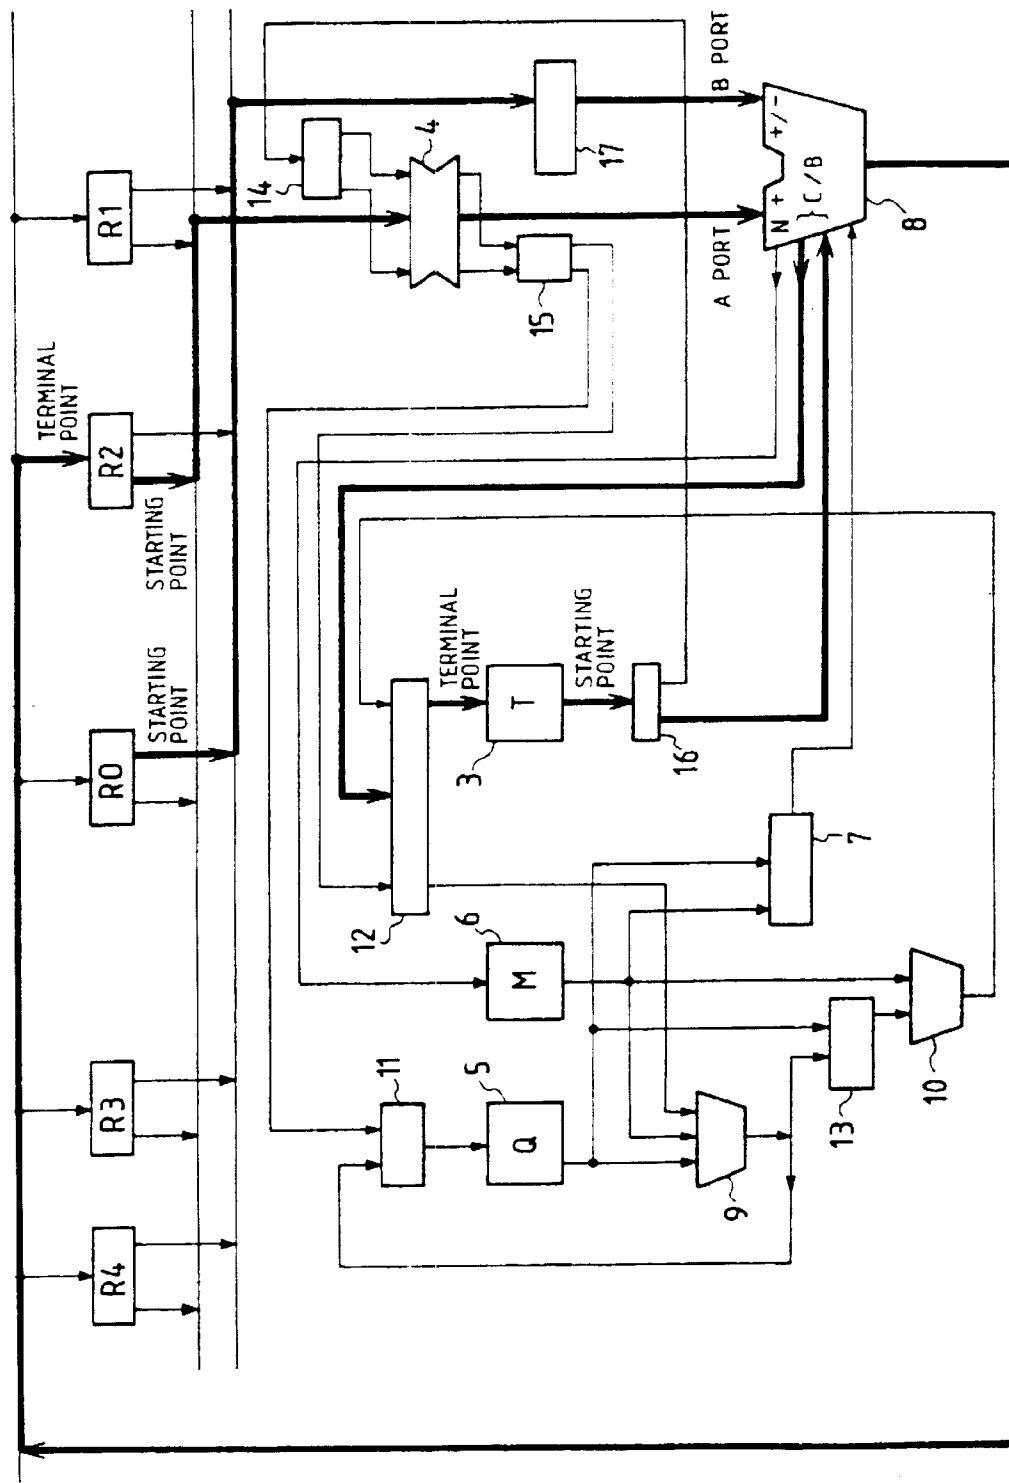 R4
R3
R0
R2
R1
STARTING
POINT
STARTING
POINT
TERMINAL
POINT
14
4
12
11
5
Q
6
M
3
T
TERMINAL
POINT
STARTING
POINT
16
15
17
9
13
10
7
A PORT
B PORT
N + +/-
} C/B
8